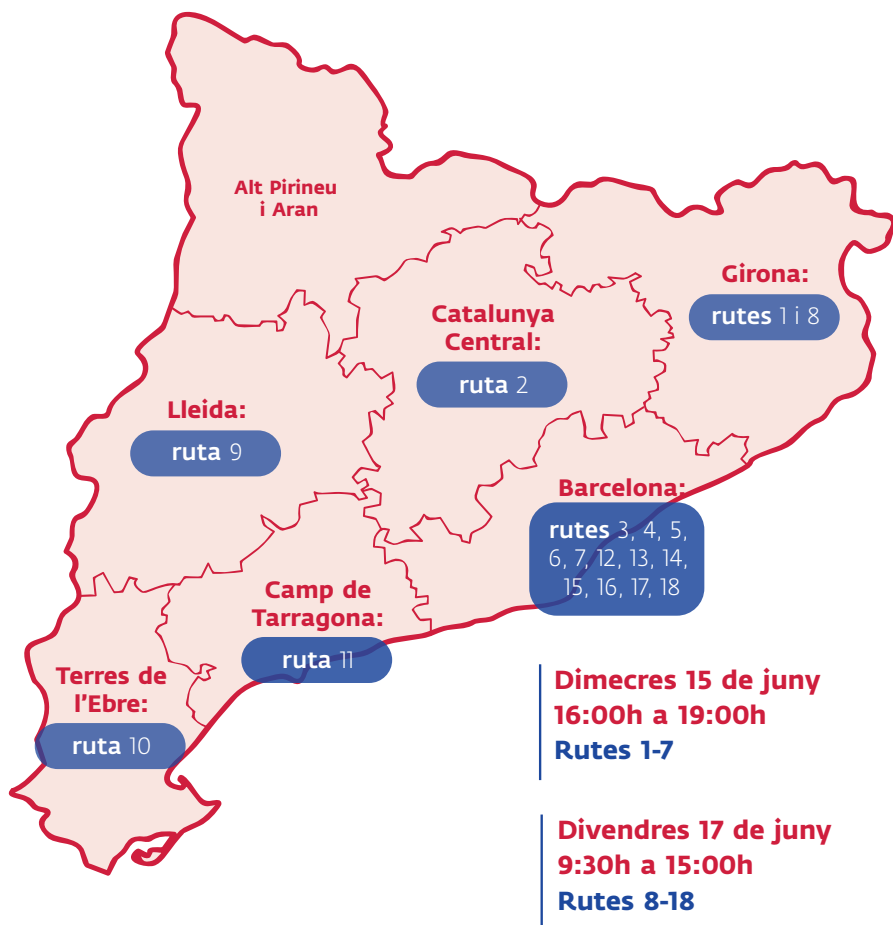 Alt Pirineu
i Aran
Girona:
rutes 1 i 8
Catalunya
Central:
ruta 2
Lleida:
ruta 9
Barcelona:
rutes 3, 4, 5,
6, 7, 12, 13, 14,
15, 16, 17, 18
Camp de
Tarragona:
ruta 11
Terres de
l'Ebre:
ruta 10
Dimecres 15 de juny
16:00h a 19:00h
Rutes 1-7
Divendres 17 de juny
9:30h a 15:00h
Rutes 8-18